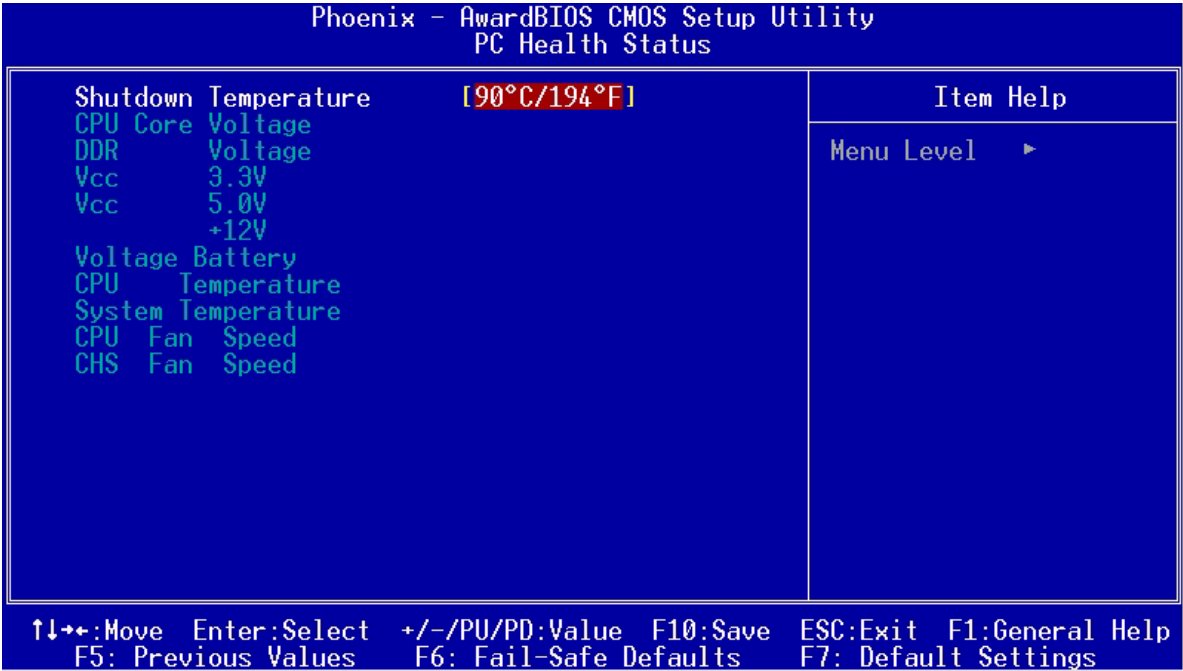 Phoenix - AwardBIOS CMOS Setup Utility
PC Health Status
Shutdown Temperature [90°C/194°F]
CPU Core Voltage
DDR Voltage
Vcc 3.3V
Vcc 5.0V
+12V
Voltage Battery
CPU Temperature
System Temperature
CPU Fan Speed
CHS Fan Speed
Item Help
Menu Level ►
↑↓→←:Move Enter:Select +/-/PU/PD:Value F10:Save ESC:Exit F1:General Help
F5: Previous Values F6: Fail-Safe Defaults F7: Default Settings